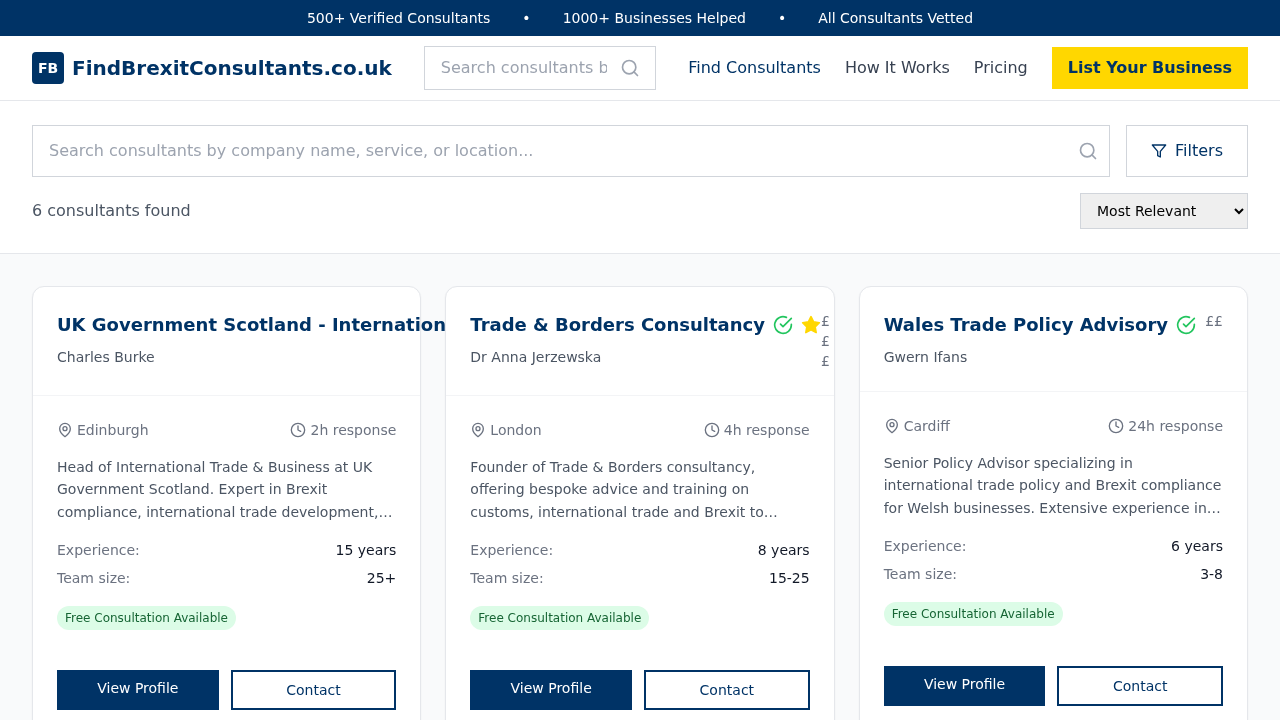 500+ Verified Consultants • 1000+ Businesses Helped • All Consultants Vetted
FB FindBrexitConsultants.co.uk
Search consultants b
Find Consultants
How It Works
Pricing
List Your Business
Search consultants by company name, service, or location...
Filters
6 consultants found
Most Relevant
UK Government Scotland - Internation
Charles Burke
Edinburgh
2h response
Head of International Trade & Business at UK
Government Scotland. Expert in Brexit
compliance, international trade development,...
Experience: 15 years
Team size: 25+
Free Consultation Available
View Profile
Contact
Trade & Borders Consultancy
£
£
£
Dr Anna Jerzewska
London
4h response
Founder of Trade & Borders consultancy,
offering bespoke advice and training on
customs, international trade and Brexit to...
Experience: 8 years
Team size: 15-25
Free Consultation Available
View Profile
Contact
Wales Trade Policy Advisory
££
Gwern Ifans
Cardiff
24h response
Senior Policy Advisor specializing in
international trade policy and Brexit compliance
for Welsh businesses. Extensive experience in...
Experience: 6 years
Team size: 3-8
Free Consultation Available
View Profile
Contact